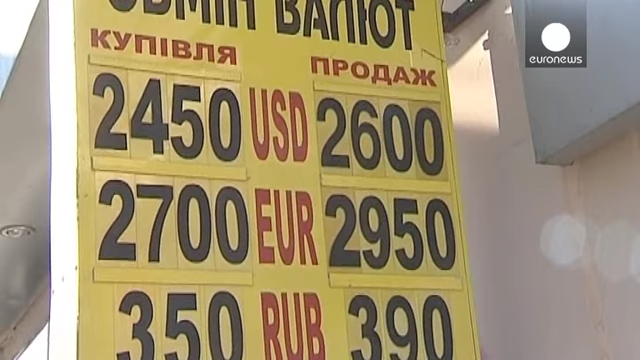 ОБМІН ВАЛЮТ
КУПІВЛЯ ПРОДАЖ
2450 USD 2600
2700 EUR 2950
350 RUB 390
euronews